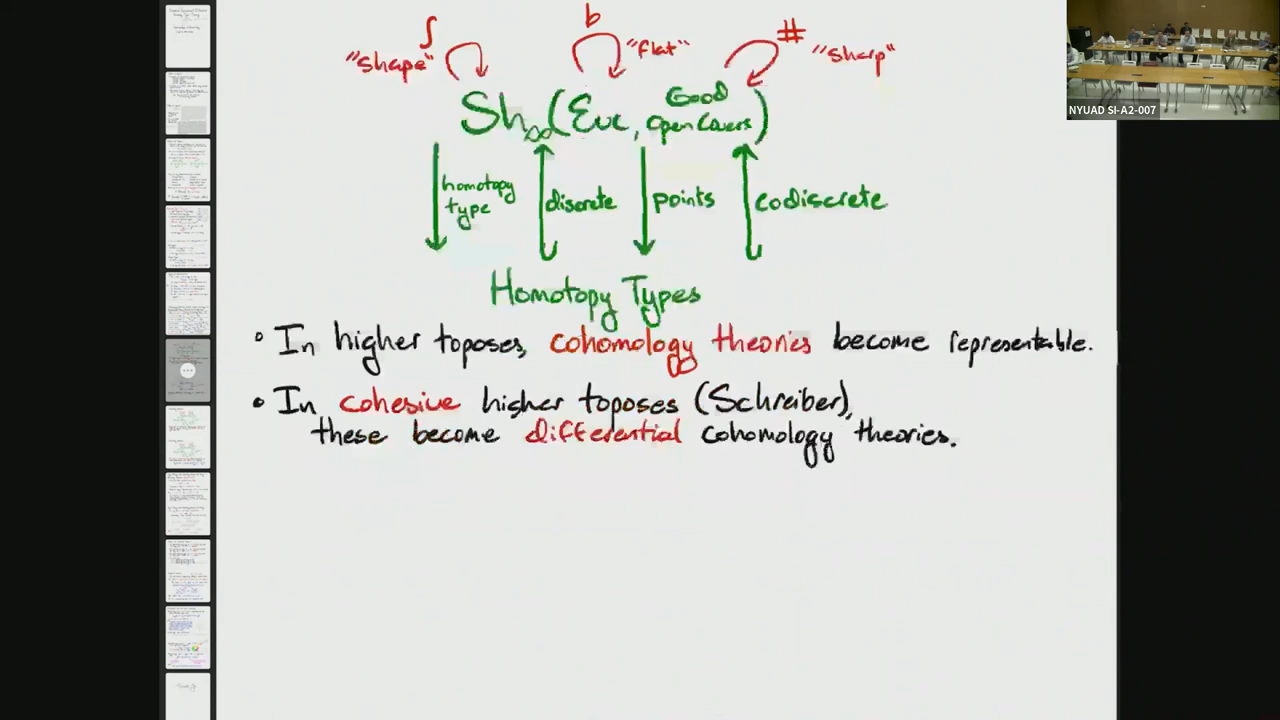 ∫ b #
"shape" "flat" "sharp"
Sh∞(Euc, Good Open Covers)
homotopy type discrete points codiscrete
Homotopy Types
• In higher toposes, cohomology theories become representable.
• In cohesive higher toposes (Schreiber),
these become differential cohomology theories.
NYUAD SI-A2-007